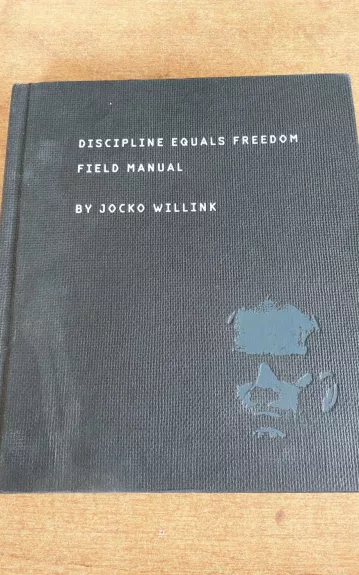 DISCIPLINE EQUALS FREEDOM
FIELD MANUAL
BY JOCKO WILLINK